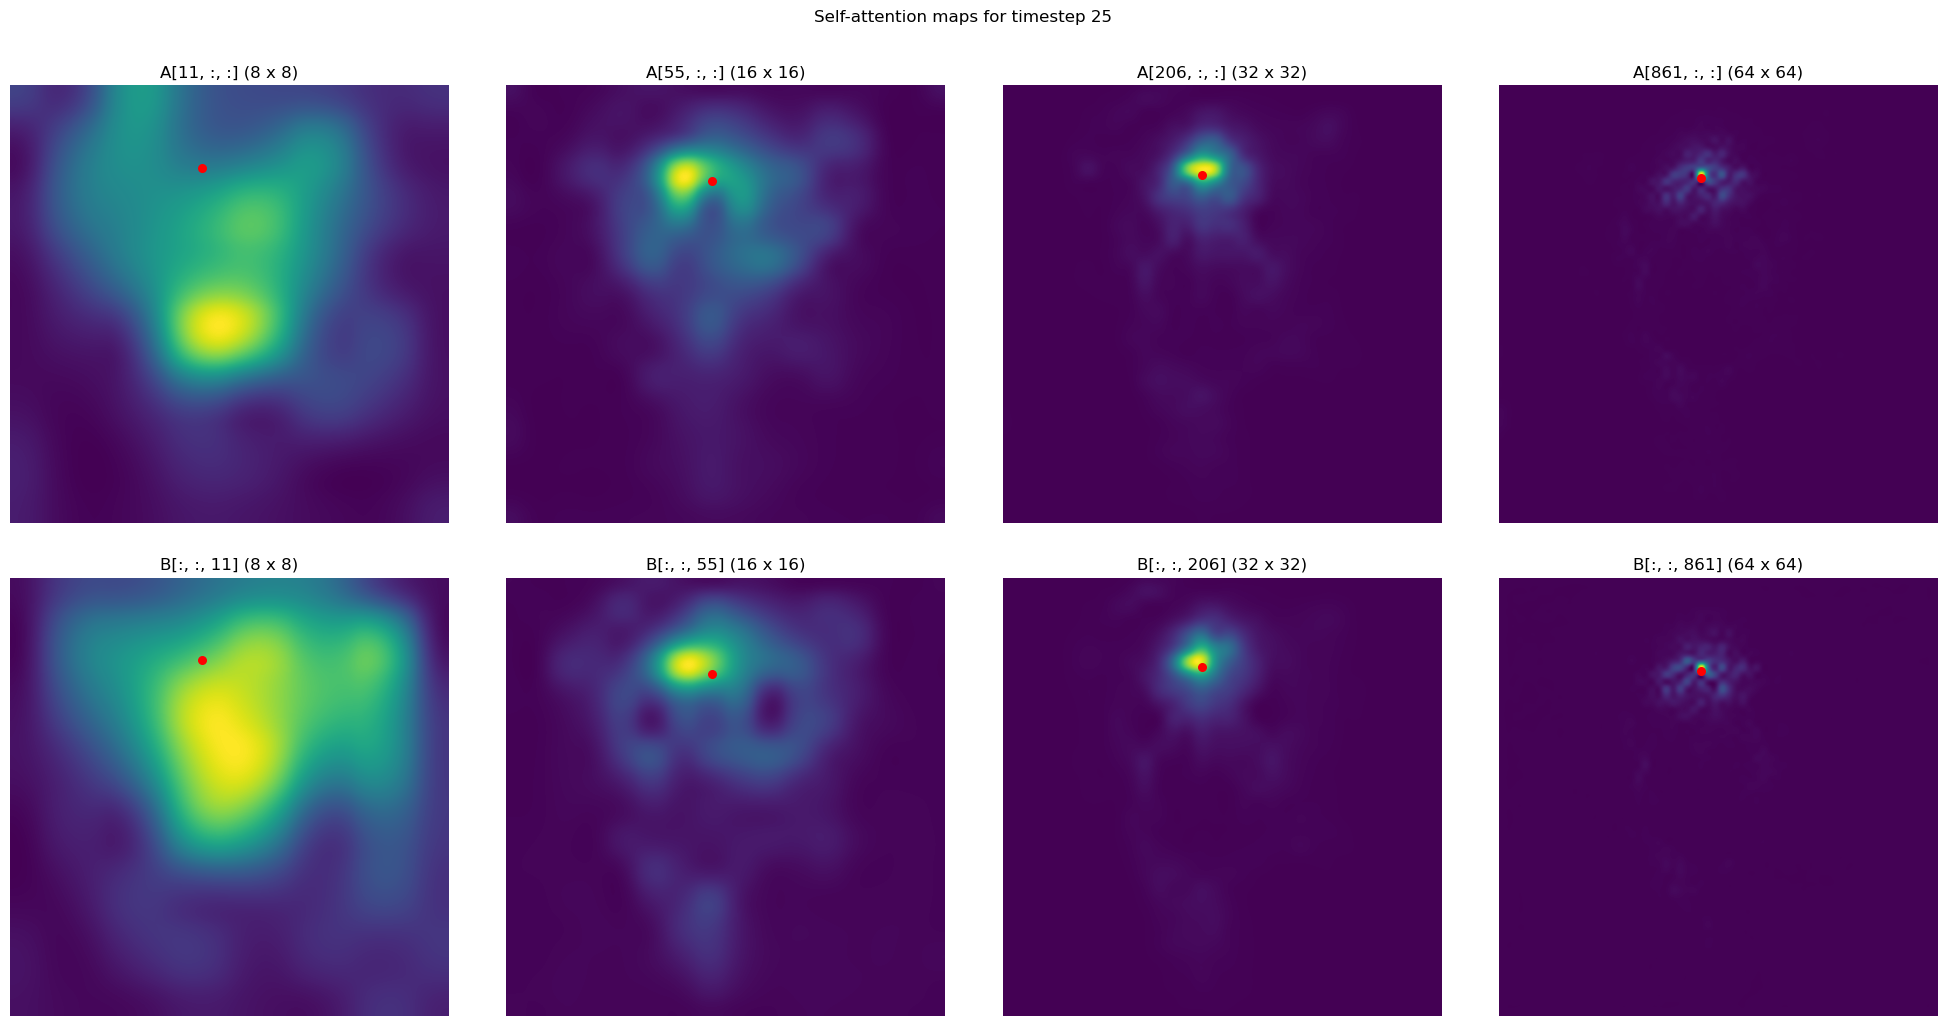 Self-attention maps for timestep 25
A[11, :, :] (8 x 8)
A[55, :, :] (16 x 16)
A[206, :, :] (32 x 32)
A[861, :, :] (64 x 64)
B[:, :, 11] (8 x 8)
B[:, :, 55] (16 x 16)
B[:, :, 206] (32 x 32)
B[:, :, 861] (64 x 64)